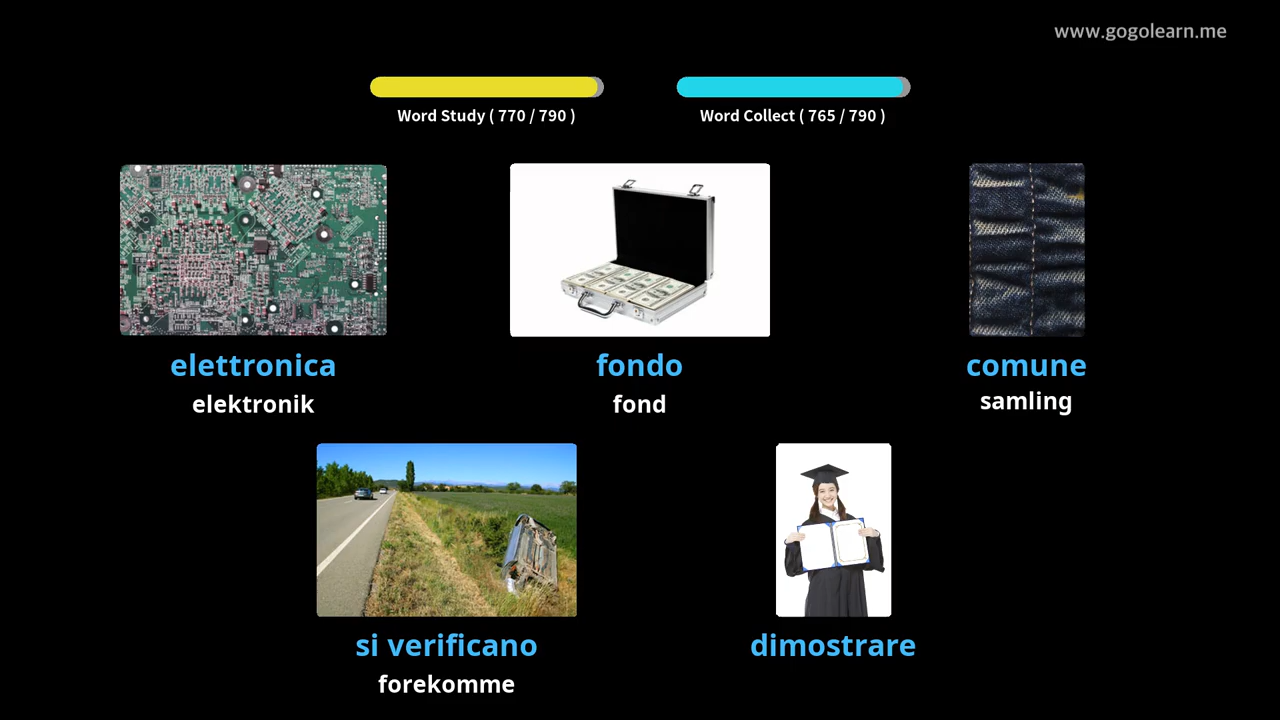 www.gogolearn.me
Word Study ( 770 / 790 )
Word Collect ( 765 / 790 )
elettronica
elektronik
fondo
fond
comune
samling
si verificano
forekomme
dimostrare